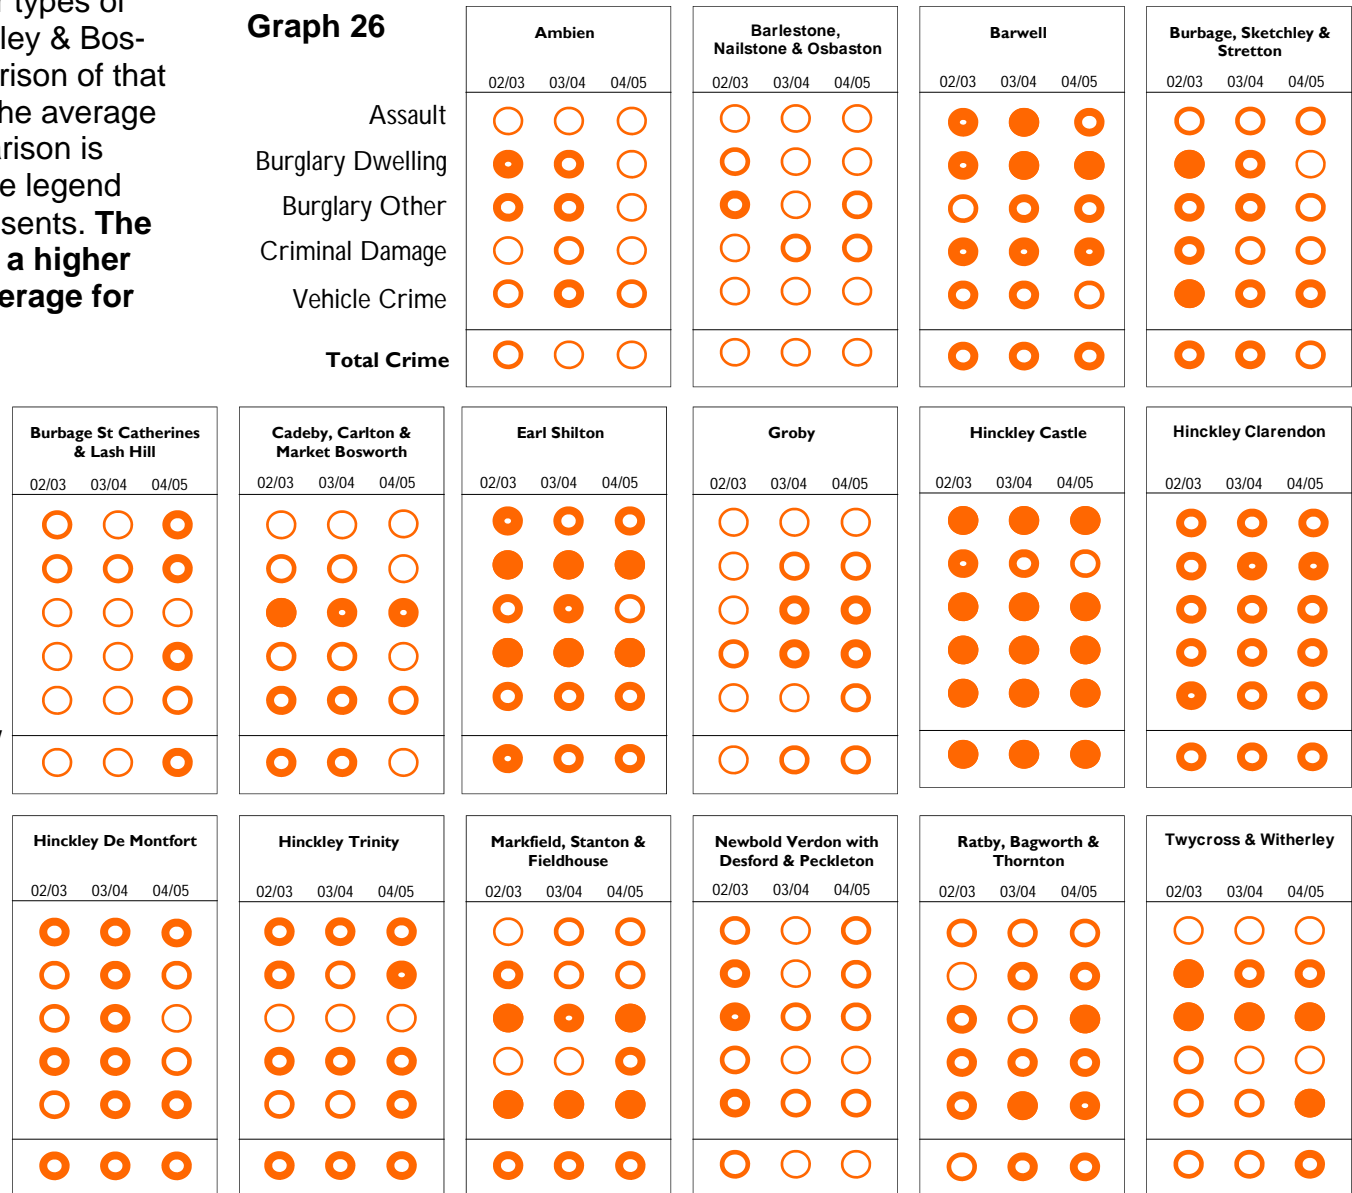 r types of
ley & Bos-
rison of that
he average
arison is
e legend
sents. The
a higher
erage for
Graph 26
Assault
Burglary Dwelling
Burglary Other
Criminal Damage
Vehicle Crime
Total Crime
Ambien
02/03 03/04 04/05
Barlestone,
Nailstone & Osbaston
02/03 03/04 04/05
Barwell
02/03 03/04 04/05
Burbage, Sketchley &
Stretton
02/03 03/04 04/05
Burbage St Catherines
& Lash Hill
02/03 03/04 04/05
Cadeby, Carlton &
Market Bosworth
02/03 03/04 04/05
Earl Shilton
02/03 03/04 04/05
Groby
02/03 03/04 04/05
Hinckley Castle
02/03 03/04 04/05
Hinckley Clarendon
02/03 03/04 04/05
Hinckley De Montfort
02/03 03/04 04/05
Hinckley Trinity
02/03 03/04 04/05
Markfield, Stanton &
Fieldhouse
02/03 03/04 04/05
Newbold Verdon with
Desford & Peckleton
02/03 03/04 04/05
Ratby, Bagworth &
Thornton
02/03 03/04 04/05
Twycross & Witherley
02/03 03/04 04/05